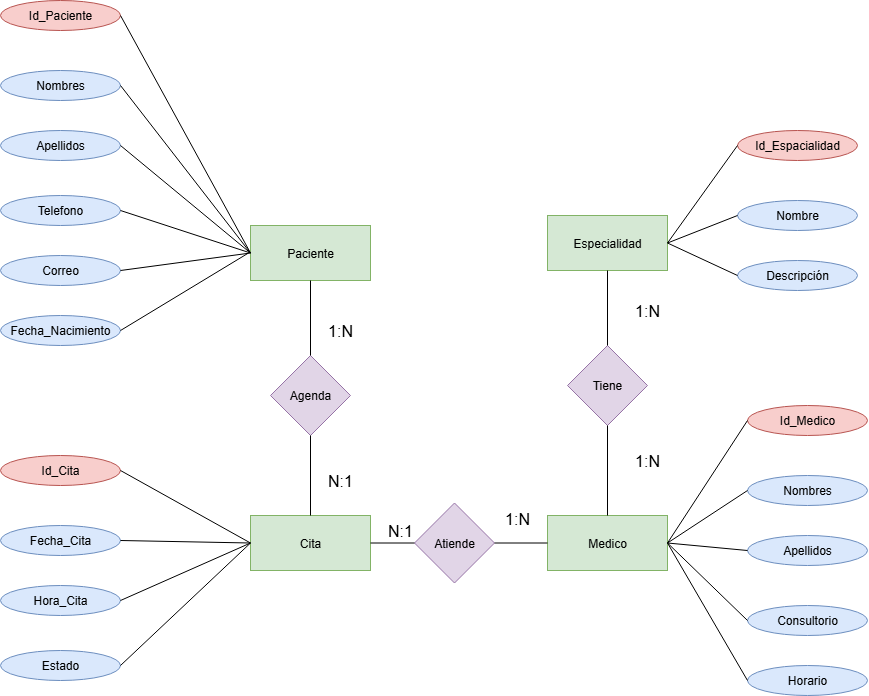 Id_Paciente
Nombres
Apellidos
Telefono
Correo
Fecha_Nacimiento
Paciente
1:N
Agenda
N:1
Id_Cita
Fecha_Cita
Hora_Cita
Estado
Cita
N:1
Atiende
1:N
Id_Espacialidad
Nombre
Descripción
Especialidad
1:N
Tiene
1:N
Medico
Id_Medico
Nombres
Apellidos
Consultorio
Horario